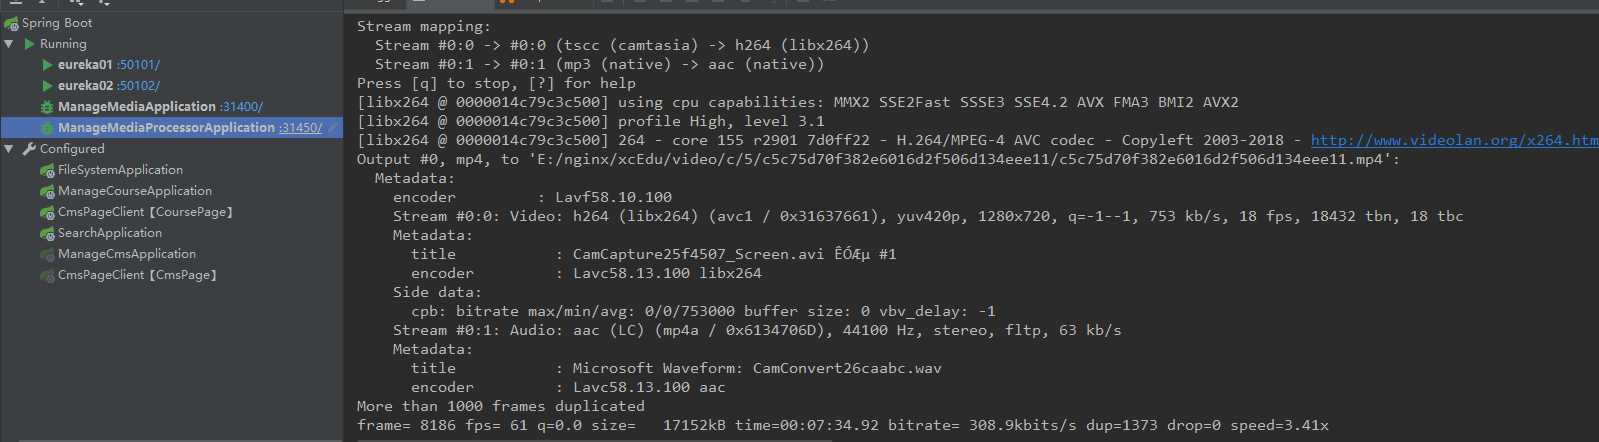 Spring Boot
Running
eureka01 :50101/
eureka02 :50102/
ManageMediaApplication :31400/
ManageMediaProcessorApplication :31450/
Configured
FileSystemApplication
ManageCourseApplication
CmsPageClient【CoursePage】
SearchApplication
ManageCmsApplication
CmsPageClient【CmsPage】
Stream mapping:
Stream #0:0 -> #0:0 (tscc (camtasia) -> h264 (libx264))
Stream #0:1 -> #0:1 (mp3 (native) -> aac (native))
Press [q] to stop, [?] for help
[libx264 @ 0000014c79c3c500] using cpu capabilities: MMX2 SSE2Fast SSSE3 SSE4.2 AVX FMA3 BMI2 AVX2
[libx264 @ 0000014c79c3c500] profile High, level 3.1
[libx264 @ 0000014c79c3c500] 264 - core 155 r2901 7d0ff22 - H.264/MPEG-4 AVC codec - Copyleft 2003-2018 - http://www.videolan.org/x264.htm
Output #0, mp4, to 'E:/nginx/xcEdu/video/c/5/c5c75d70f382e6016d2f506d134eee11/c5c75d70f382e6016d2f506d134eee11.mp4':
Metadata:
encoder : Lavf58.10.100
Stream #0:0: Video: h264 (libx264) (avc1 / 0x31637661), yuv420p, 1280x720, q=-1--1, 753 kb/s, 18 fps, 18432 tbn, 18 tbc
Metadata:
title : CamCapture25f4507_Screen.avi ÊÓÆµ #1
encoder : Lavc58.13.100 libx264
Side data:
cpb: bitrate max/min/avg: 0/0/753000 buffer size: 0 vbv_delay: -1
Stream #0:1: Audio: aac (LC) (mp4a / 0x6134706D), 44100 Hz, stereo, fltp, 63 kb/s
Metadata:
title : Microsoft Waveform: CamConvert26caabc.wav
encoder : Lavc58.13.100 aac
More than 1000 frames duplicated
frame= 8186 fps= 61 q=0.0 size= 17152kB time=00:07:34.92 bitrate= 308.9kbits/s dup=1373 drop=0 speed=3.41x